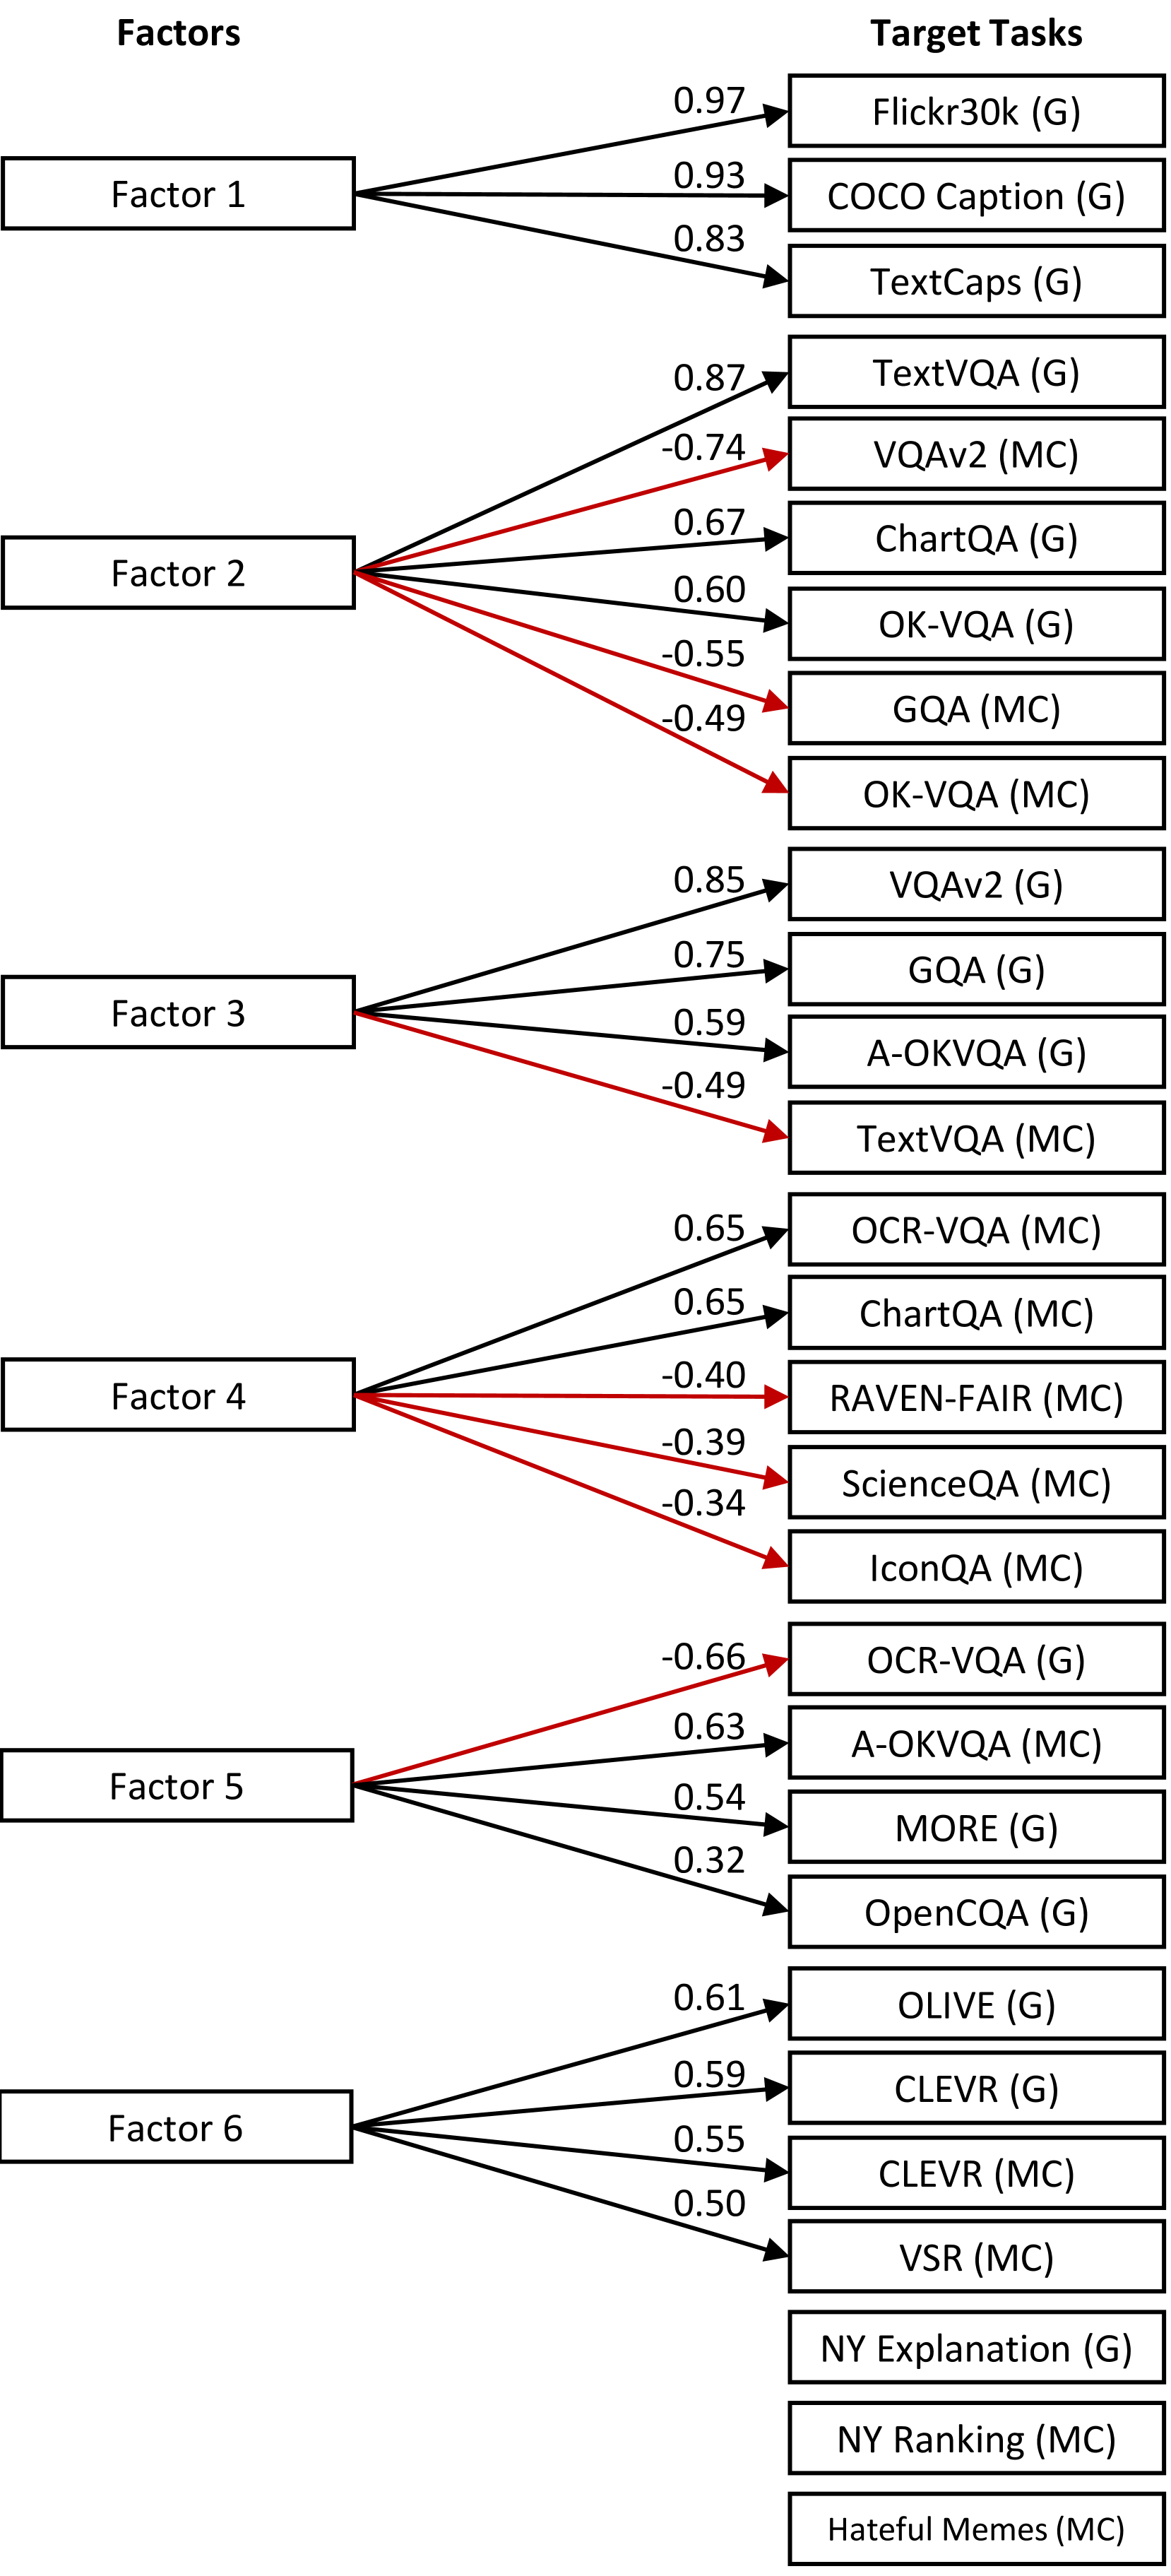 Factors
Target Tasks
Factor 1
0.97
Flickr30k (G)
0.93
COCO Caption (G)
0.83
TextCaps (G)
Factor 2
0.87
TextVQA (G)
-0.74
VQAv2 (MC)
0.67
ChartQA (G)
0.60
OK-VQA (G)
-0.55
GQA (MC)
-0.49
OK-VQA (MC)
Factor 3
0.85
VQAv2 (G)
0.75
GQA (G)
0.59
A-OKVQA (G)
-0.49
TextVQA (MC)
Factor 4
0.65
OCR-VQA (MC)
0.65
ChartQA (MC)
-0.40
RAVEN-FAIR (MC)
-0.39
ScienceQA (MC)
-0.34
IconQA (MC)
Factor 5
-0.66
OCR-VQA (G)
0.63
A-OKVQA (MC)
0.54
MORE (G)
0.32
OpenCQA (G)
Factor 6
0.61
OLIVE (G)
0.59
CLEVR (G)
0.55
CLEVR (MC)
0.50
VSR (MC)
NY Explanation (G)
NY Ranking (MC)
Hateful Memes (MC)